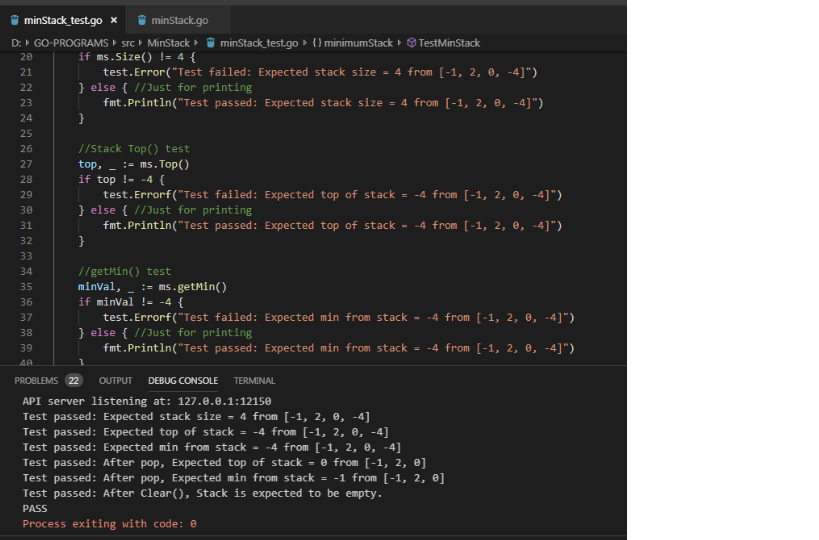 minStack_test.go × minStack.go
D: › GO-PROGRAMS › src › MinStack › minStack_test.go › {} minimumStack › TestMinStack
20 if ms.Size() != 4 {
21 test.Error("Test failed: Expected stack size = 4 from [-1, 2, 0, -4]")
22 } else { //Just for printing
23 fmt.Println("Test passed: Expected stack size = 4 from [-1, 2, 0, -4]")
24 }
25
26 //Stack Top() test
27 top, _ := ms.Top()
28 if top != -4 {
29 test.Errorf("Test failed: Expected top of stack = -4 from [-1, 2, 0, -4]")
30 } else { //Just for printing
31 fmt.Println("Test passed: Expected top of stack = -4 from [-1, 2, 0, -4]")
32 }
33
34 //getMin() test
35 minVal, _ := ms.getMin()
36 if minVal != -4 {
37 test.Errorf("Test failed: Expected min from stack = -4 from [-1, 2, 0, -4]")
38 } else { //Just for printing
39 fmt.Println("Test passed: Expected min from stack = -4 from [-1, 2, 0, -4]")
40 }
PROBLEMS 22 OUTPUT DEBUG CONSOLE TERMINAL
API server listening at: 127.0.0.1:12150
Test passed: Expected stack size = 4 from [-1, 2, 0, -4]
Test passed: Expected top of stack = -4 from [-1, 2, 0, -4]
Test passed: Expected min from stack = -4 from [-1, 2, 0, -4]
Test passed: After pop, Expected top of stack = 0 from [-1, 2, 0]
Test passed: After pop, Expected min from stack = -1 from [-1, 2, 0]
Test passed: After Clear(), Stack is expected to be empty.
PASS
Process exiting with code: 0